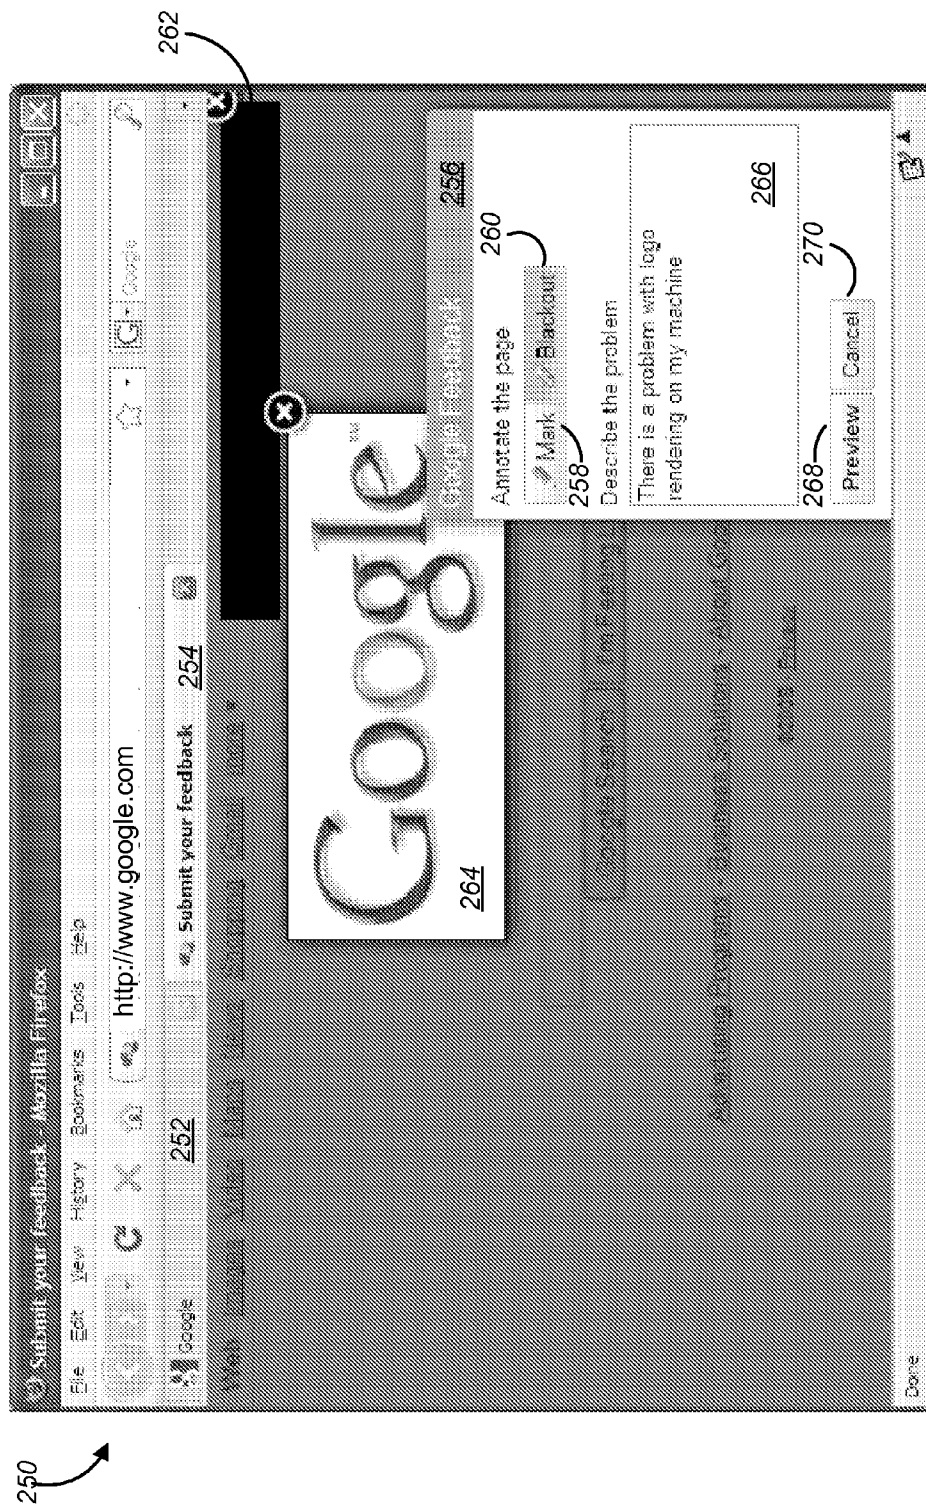 250
262
Submit your feedback - Mozilla Firefox
File Edit View History Bookmarks Tools Help
http://www.google.com
Google
Google
252
Submit your feedback
254
Google™
264
Google Feedback
256
Annotate the page
Mark
Blackout
258
260
Describe the problem
There is a problem with logo
rendering on my machine
266
268
270
Preview
Cancel
Done